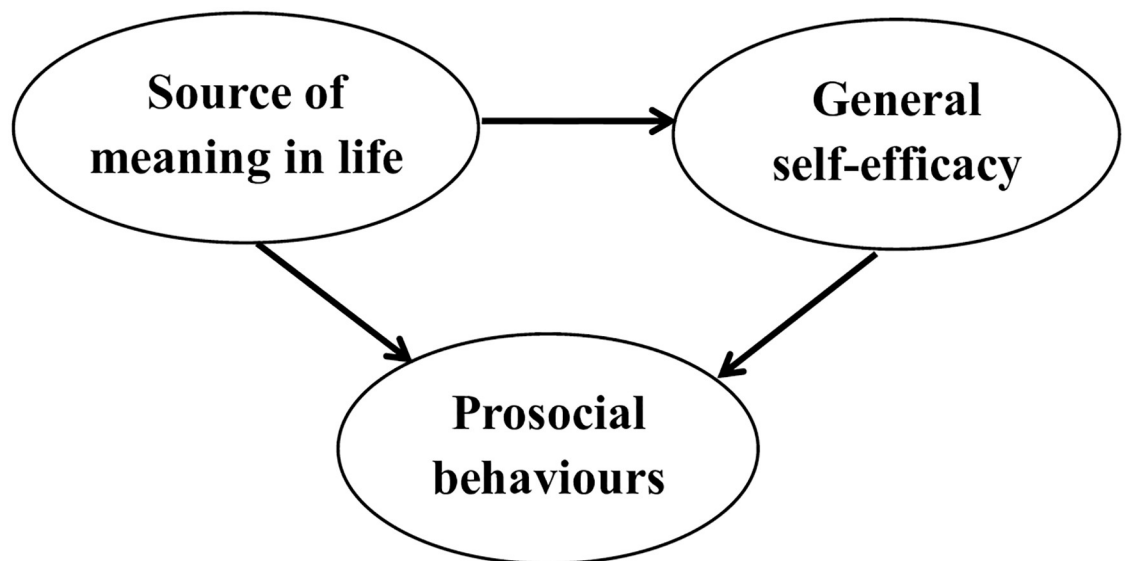 Source of
meaning in life
General
self-efficacy
Prosocial
behaviours